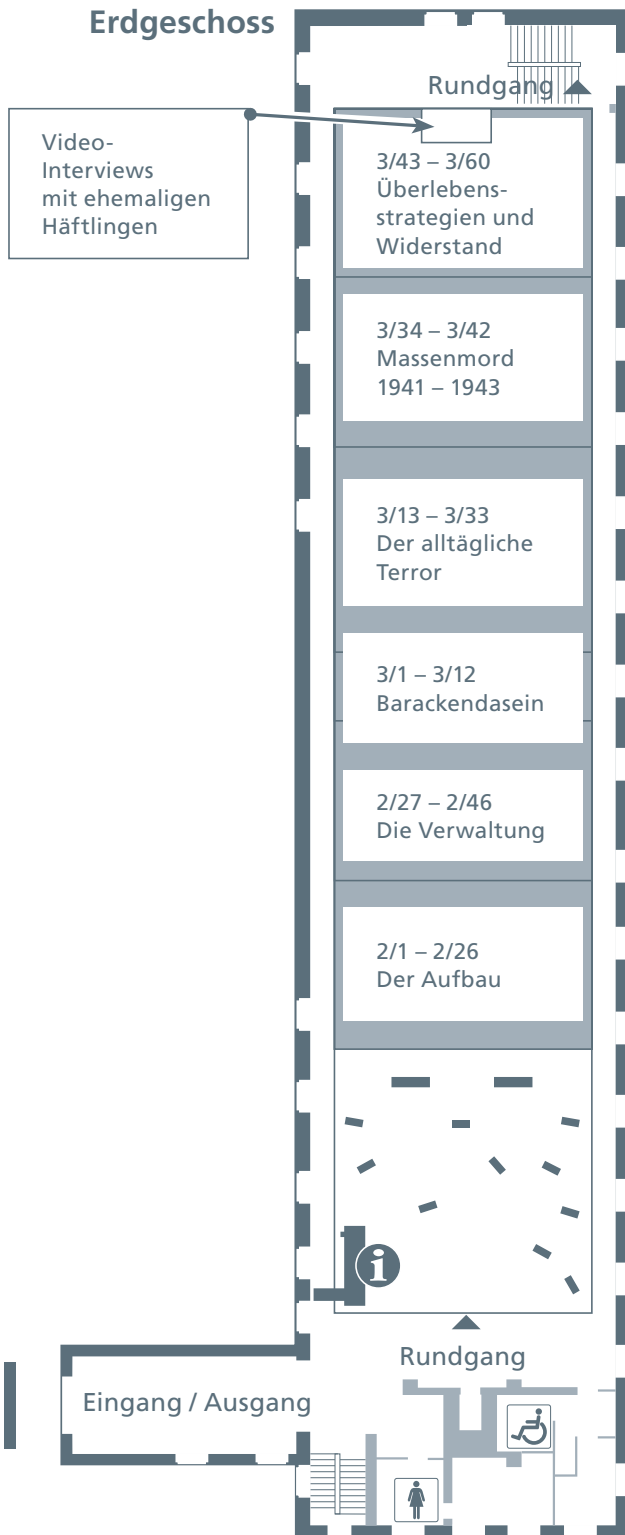 Erdgeschoss
Rundgang
Video-
Interviews
mit ehemaligen
Häftlingen
3/43 – 3/60
Überlebens-
strategien und
Widerstand
3/34 – 3/42
Massenmord
1941 – 1943
3/13 – 3/33
Der alltägliche
Terror
3/1 – 3/12
Barackendasein
2/27 – 2/46
Die Verwaltung
2/1 – 2/26
Der Aufbau
i
Rundgang
Eingang / Ausgang